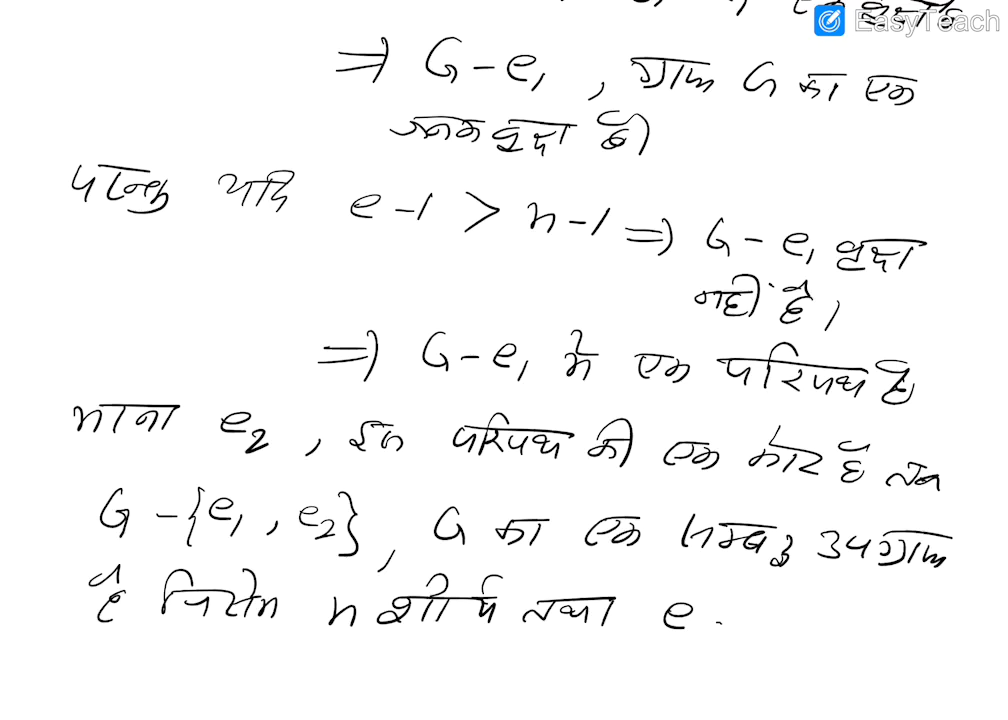 EasyTeach
⇒ G - e₁ , ग्राफ G का एक
जनक वृक्ष है।
परन्तु यदि e - 1 > n - 1 ⇒ G - e₁ वृक्ष
नहीं है।
⇒ G - e₁ मे एक परिपथ है
माना e₂ , इस परिपथ की एक कोर है तब
G - {e₁ , e₂} , G का एक सम्बद्ध उपग्राफ
है जिसमे n शीर्ष तथा e .